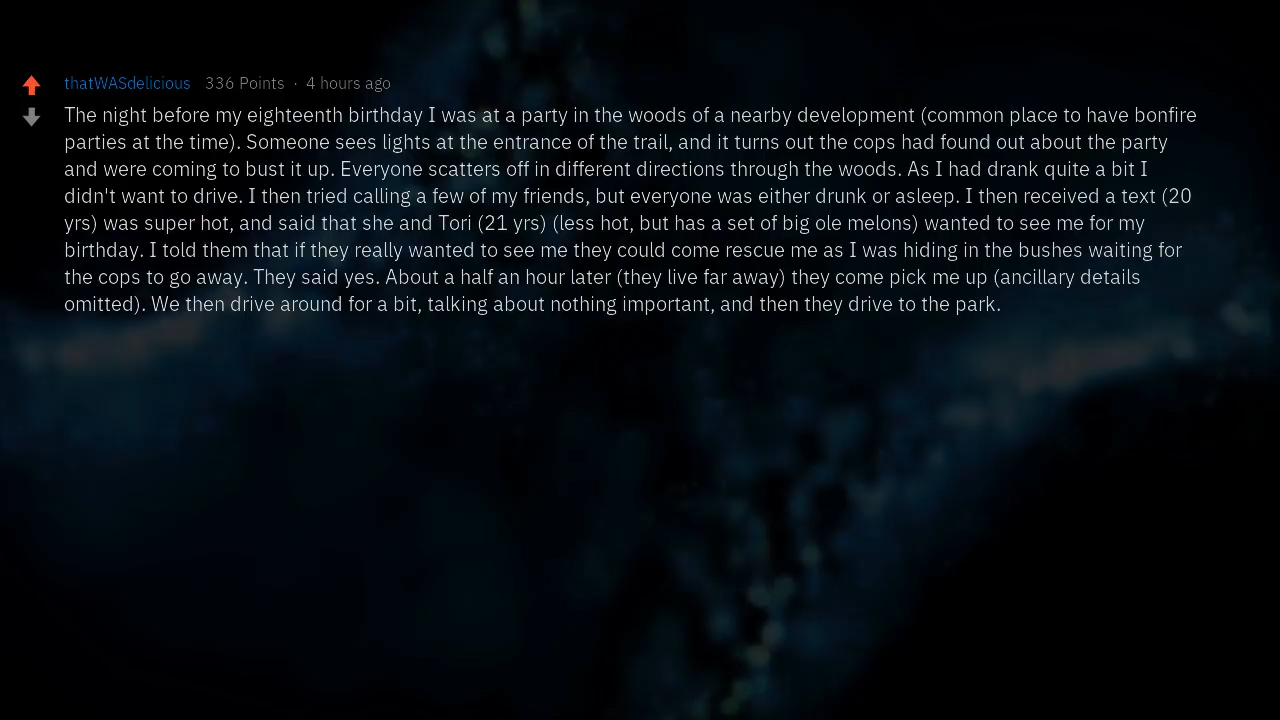 thatWASdelicious 336 Points · 4 hours ago
The night before my eighteenth birthday I was at a party in the woods of a nearby development (common place to have bonfire
parties at the time). Someone sees lights at the entrance of the trail, and it turns out the cops had found out about the party
and were coming to bust it up. Everyone scatters off in different directions through the woods. As I had drank quite a bit I
didn't want to drive. I then tried calling a few of my friends, but everyone was either drunk or asleep. I then received a text (20
yrs) was super hot, and said that she and Tori (21 yrs) (less hot, but has a set of big ole melons) wanted to see me for my
birthday. I told them that if they really wanted to see me they could come rescue me as I was hiding in the bushes waiting for
the cops to go away. They said yes. About a half an hour later (they live far away) they come pick me up (ancillary details
omitted). We then drive around for a bit, talking about nothing important, and then they drive to the park.